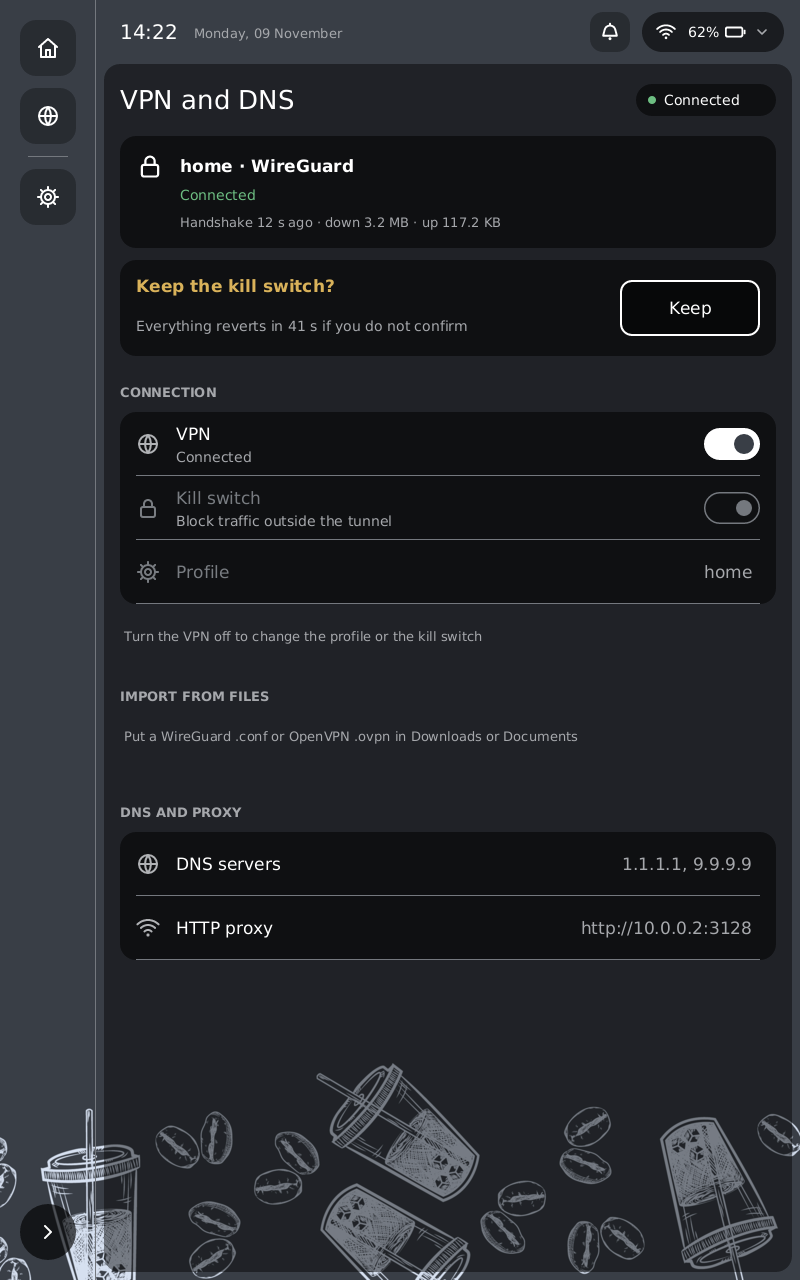 14:22 Monday, 09 November
62%
VPN and DNS
Connected
home · WireGuard
Connected
Handshake 12 s ago · down 3.2 MB · up 117.2 KB
Keep the kill switch?
Everything reverts in 41 s if you do not confirm
Keep
CONNECTION
VPN
Connected
Kill switch
Block traffic outside the tunnel
Profile
home
Turn the VPN off to change the profile or the kill switch
IMPORT FROM FILES
Put a WireGuard .conf or OpenVPN .ovpn in Downloads or Documents
DNS AND PROXY
DNS servers
1.1.1.1, 9.9.9.9
HTTP proxy
http://10.0.0.2:3128